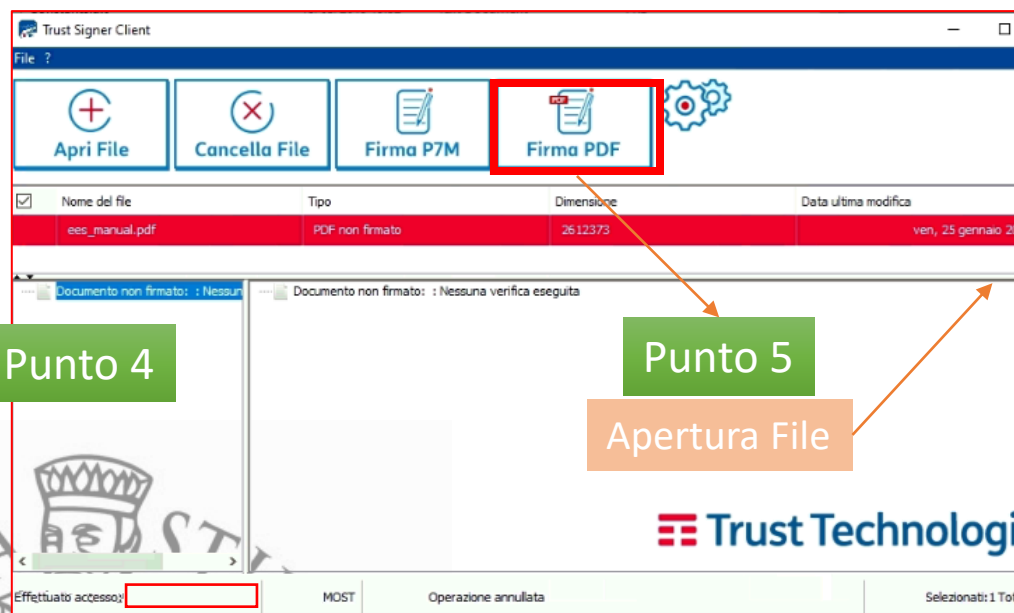 Trust Signer Client
File ?
Apri File
Cancella File
Firma P7M
PDF
Firma PDF
Nome del file
Tipo
Dimensione
Data ultima modifica
ees_manual.pdf
PDF non firmato
2612373
ven, 25 gennaio 2
Documento non firmato: : Nessun
Documento non firmato: : Nessuna verifica eseguita
Punto 4
Punto 5
Apertura File
Trust Technologi
Effettuato accesso:
MOST
Operazione annullata
Selezionati: 1 Tot